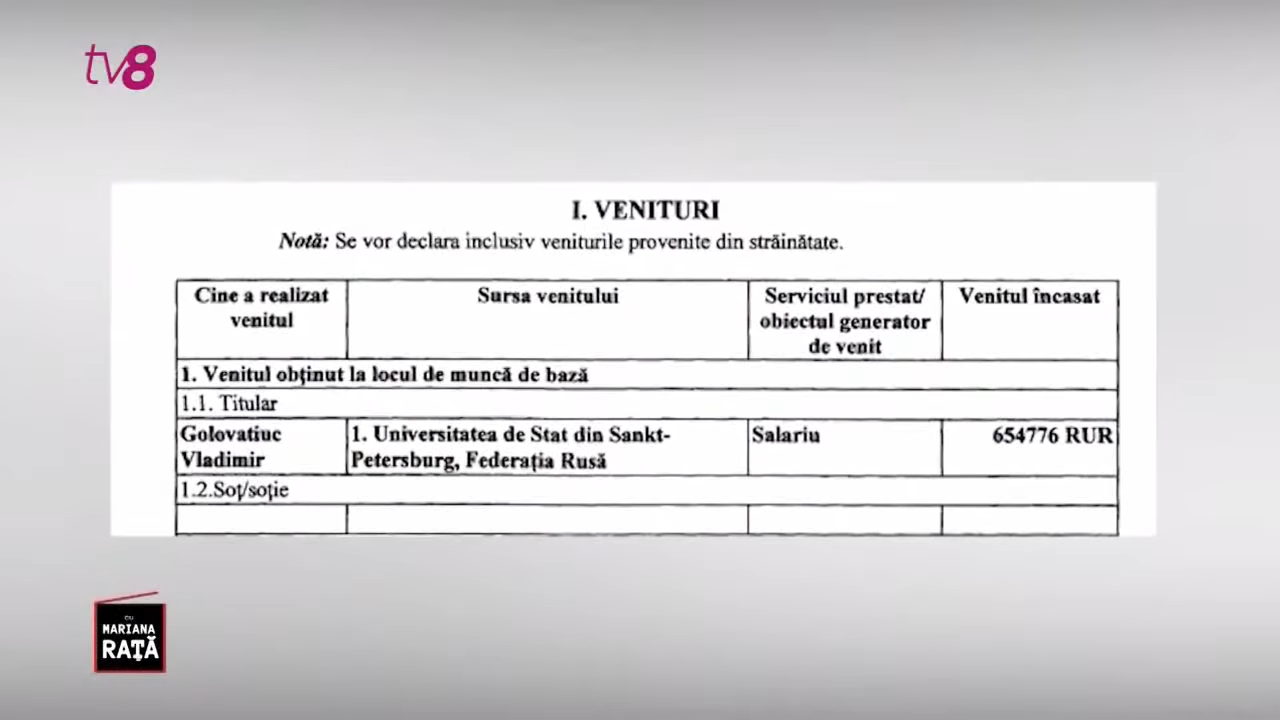 tv8
I. VENITURI
Notă: Se vor declara inclusiv veniturile provenite din străinătate.
Cine a realizat venitul
Sursa venitului
Serviciul prestat/ obiectul generator de venit
Venitul încasat
1. Venitul obținut la locul de muncă de bază
1.1. Titular
Golovatiuc Vladimir
1. Universitatea de Stat din Sankt-Petersburg, Federația Rusă
Salariu
654776 RUR
1.2.Soț/soție
CU
MARIANA
RAȚĂ